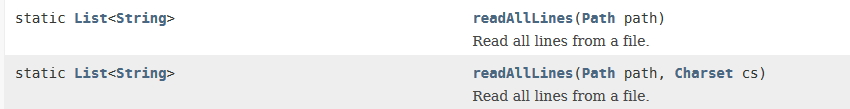 static List<String> readAllLines(Path path)
Read all lines from a file.
static List<String> readAllLines(Path path, Charset cs)
Read all lines from a file.